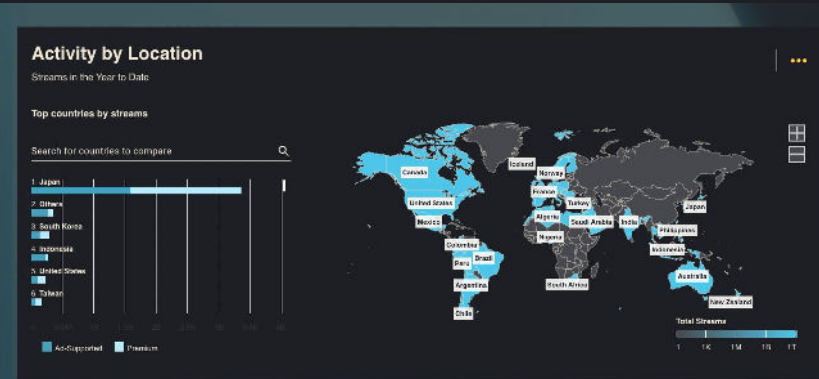 Activity by Location
Streams in the Year to Date
Top countries by streams
Search for countries to compare
1 Japan
2 Others
3 South Korea
4 Indonesia
5 United States
6 Taiwan
Ad-Supported
Premium
Canada
United States
Mexico
Colombia
Peru
Brazil
Argentina
Chile
Iceland
Norway
France
Turkey
Algeria
Saudi Arabia
India
Nigeria
South Africa
Japan
Philippines
Indonesia
Australia
New Zealand
Total Streams
1 1K 1M 1B 1T